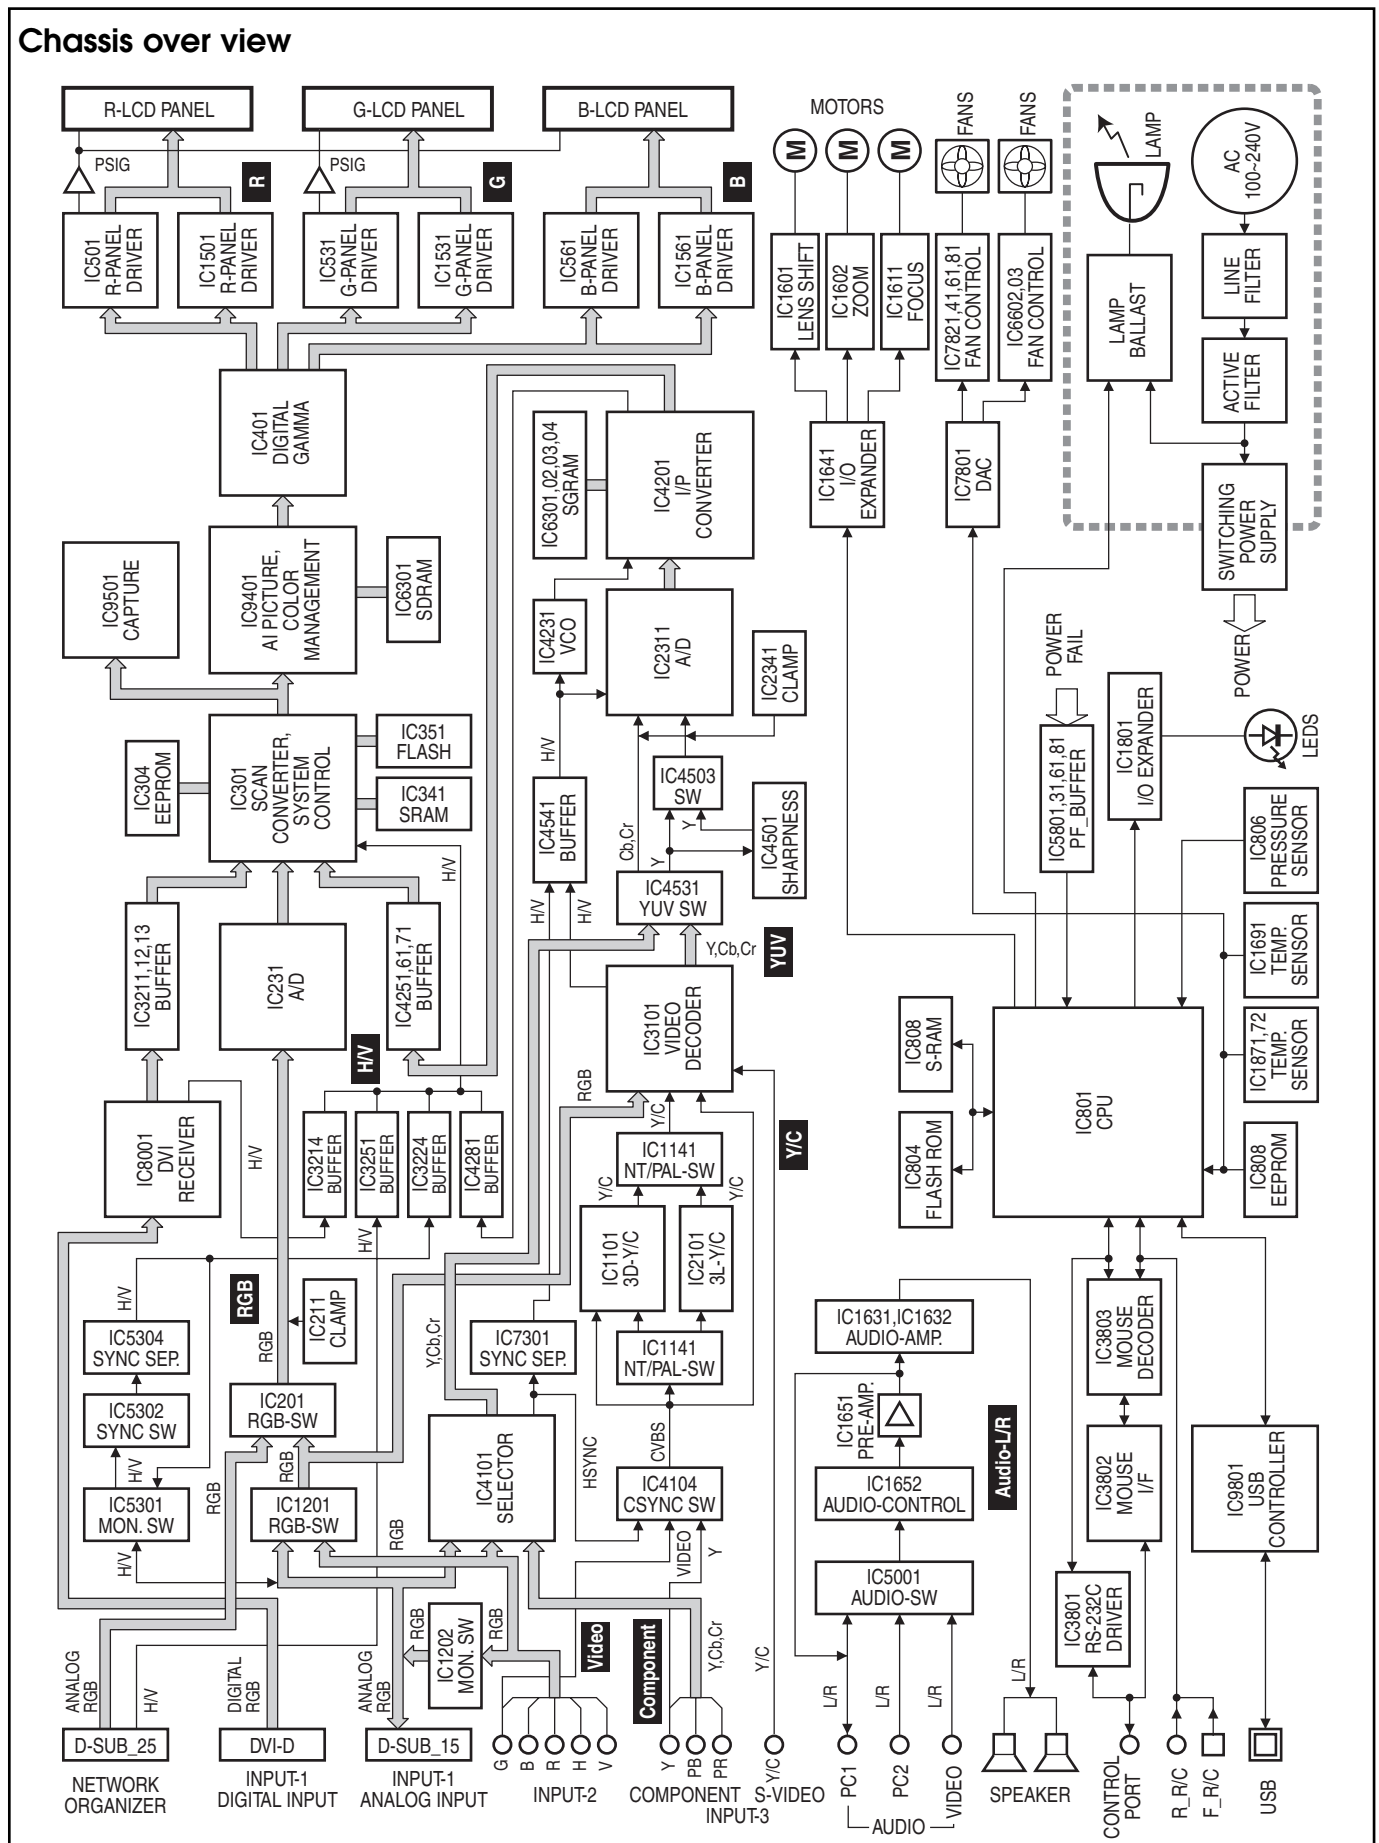 Chassis over view
R-LCD PANEL
G-LCD PANEL
B-LCD PANEL
MOTORS
M
M
M
FANS
FANS
LAMP
AC
100~240V
PSIG
PSIG
R
G
B
IC501
R-PANEL
DRIVER
IC1501
R-PANEL
DRIVER
IC531
G-PANEL
DRIVER
IC1531
G-PANEL
DRIVER
IC561
B-PANEL
DRIVER
IC1561
B-PANEL
DRIVER
IC1601
LENS SHIFT
IC1602
ZOOM
IC1611
FOCUS
IC7821,41,61,81
FAN CONTROL
IC6602,03
FAN CONTROL
LAMP
BALLAST
LINE
FILTER
ACTIVE
FILTER
IC401
DIGITAL
GAMMA
IC6301,02,03,04
SGRAM
IC4201
I/P
CONVERTER
IC1641
I/O
EXPANDER
IC7801
DAC
SWITCHING
POWER
SUPPLY
POWER
IC9501
CAPTURE
IC9401
AI PICTURE,
COLOR
MANAGEMENT
IC6301
SDRAM
IC4231
VCO
IC2311
A/D
IC2341
CLAMP
POWER
FAIL
IC5801,31,61,81
PF_BUFFER
IC1801
I/O EXPANDER
LEDS
IC304
EEPROM
IC301
SCAN
CONVERTER,
SYSTEM
CONTROL
IC351
FLASH
IC341
SRAM
H/V
H/V
IC4541
BUFFER
H/V
H/V
Cb,Cr
Y
Y
IC4503
SW
IC4501
SHARPNESS
IC4531
YUV SW
Y,Cb,Cr
YUV
IC806
PRESSURE
SENSOR
IC1691
TEMP.
SENSOR
IC1871,72
TEMP.
SENSOR
IC808
EEPROM
IC3211,12,13
BUFFER
IC231
A/D
IC4251,61,71
BUFFER
H/V
IC3101
VIDEO
DECODER
IC808
S-RAM
IC804
FLASH ROM
IC801
CPU
IC8001
DVI
RECEIVER
H/V
IC3214
BUFFER
IC3251
BUFFER
IC3224
BUFFER
IC4281
BUFFER
H/V
RGB
Y/C
IC1141
NT/PAL-SW
Y/C
Y/C
Y/C
IC1101
3D-Y/C
IC2101
3L-Y/C
IC1141
NT/PAL-SW
H/V
RGB
RGB
IC211
CLAMP
IC5304
SYNC SEP.
IC5302
SYNC SW
H/V
IC5301
MON. SW
H/V
RGB
IC201
RGB-SW
RGB
IC1201
RGB-SW
RGB
Y,Cb,Cr
IC7301
SYNC SEP.
IC4101
SELECTOR
HSYNC
CVBS
IC4104
CSYNC SW
VIDEO
Y
IC1631,IC1632
AUDIO-AMP.
IC1651
PRE-AMP.
IC1652
AUDIO-CONTROL
IC5001
AUDIO-SW
Audio-L/R
IC3803
MOUSE
DECODER
IC3802
MOUSE
I/F
IC3801
RS-232C
DRIVER
IC9801
USB
CONTROLLER
ANALOG
RGB
H/V
DIGITAL
RGB
ANALOG
RGB
RGB
IC1202
MON. SW
RGB
Video
Component
Y,Cb,Cr
Y/C
L/R
L/R
L/R
L/R
D-SUB_25
DVI-D
D-SUB_15
G
B
R
H
V
Y
PB
PR
Y/C
PC1
PC2
VIDEO
NETWORK
ORGANIZER
INPUT-1
DIGITAL INPUT
INPUT-1
ANALOG INPUT
INPUT-2
COMPONENT
S-VIDEO
INPUT-3
AUDIO
SPEAKER
CONTROL
PORT
R_R/C
F_R/C
USB